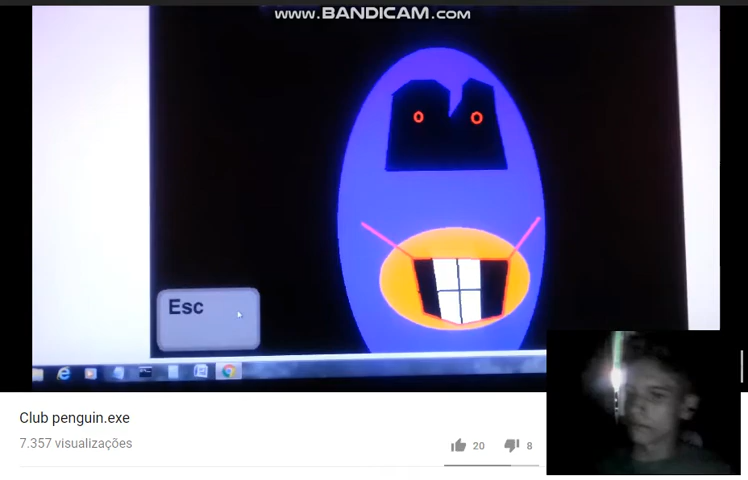 www.BANDICAM.com
Esc
Club penguin.exe
7.357 visualizações
20
8